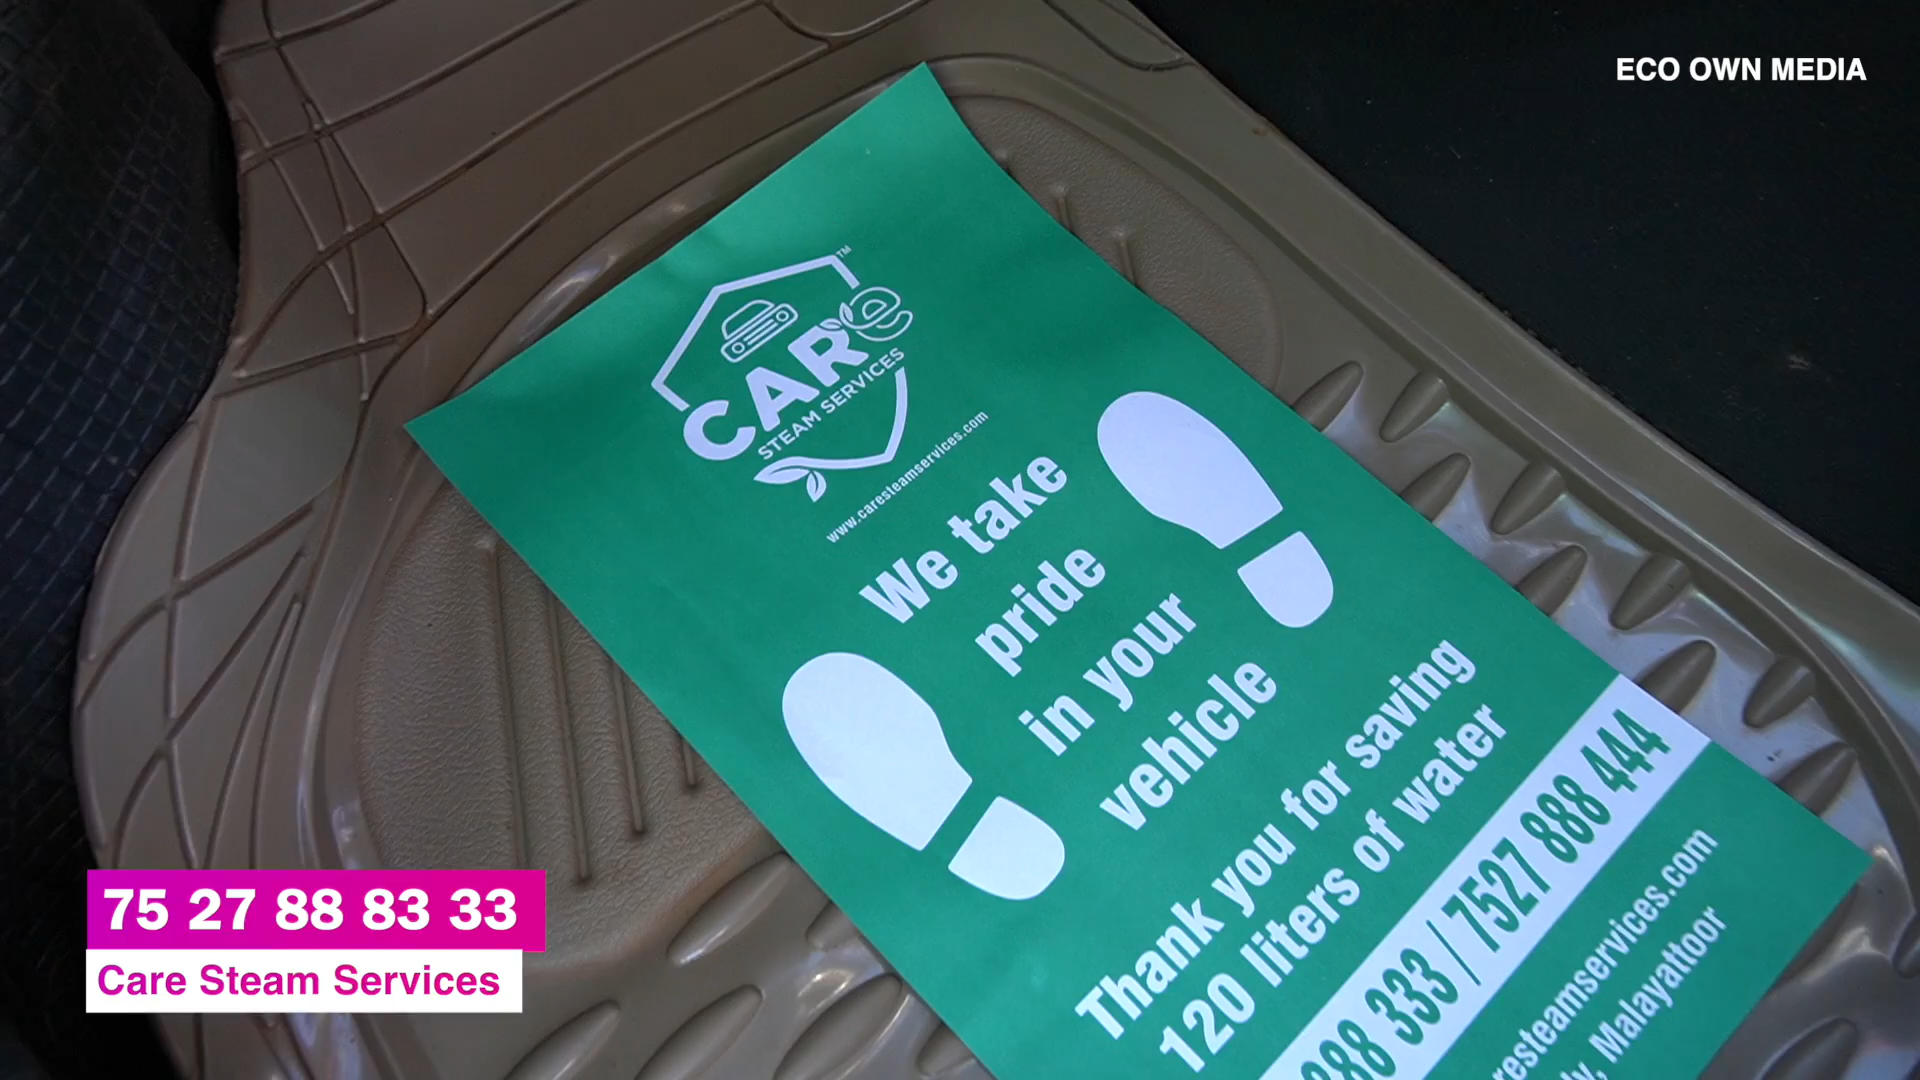 ECO OWN MEDIA
CARe
TM
STEAM SERVICES
www.caresteamservices.com
We take
pride
in your
vehicle
Thank you for saving
120 liters of water
888 333 / 7527 888 444
resteamservices.com
Malayattoor
75 27 88 83 33
Care Steam Services